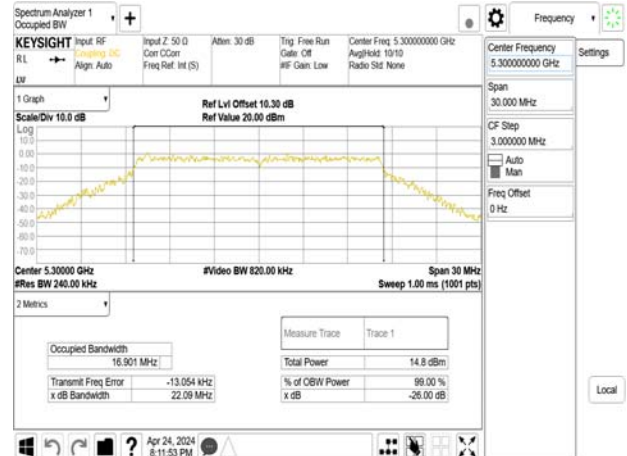 Spectrum Analyzer 1
Occupied BW
+
Frequency
KEYSIGHT
RL
Input: RF
Coupling: DC
Align: Auto
Input Z: 50 Ω
Corr CCorr
Freq Ref: Int (S)
Atten: 30 dB
Trig: Free Run
Gate: Off
#IF Gain: Low
Center Freq: 5.300000000 GHz
Avg|Hold: 10/10
Radio Std: None
Center Frequency
5.300000000 GHz
Settings
Span
30.000 MHz
CF Step
3.000000 MHz
Auto
Man
Freq Offset
0 Hz
1 Graph
Scale/Div 10.0 dB
Ref Lvl Offset 10.30 dB
Ref Value 20.00 dBm
Log
10.0
0.00
-10.0
-20.0
-30.0
-40.0
-50.0
-60.0
-70.0
Center 5.30000 GHz
#Video BW 820.00 kHz
Span 30 MHz
#Res BW 240.00 kHz
Sweep 1.00 ms (1001 pts)
2 Metrics
Measure Trace
Trace 1
Occupied Bandwidth
16.901 MHz
Total Power
14.8 dBm
Transmit Freq Error
-13.054 kHz
% of OBW Power
99.00 %
x dB Bandwidth
22.09 MHz
x dB
-26.00 dB
Local
?
Apr 24, 2024
8:11:53 PM